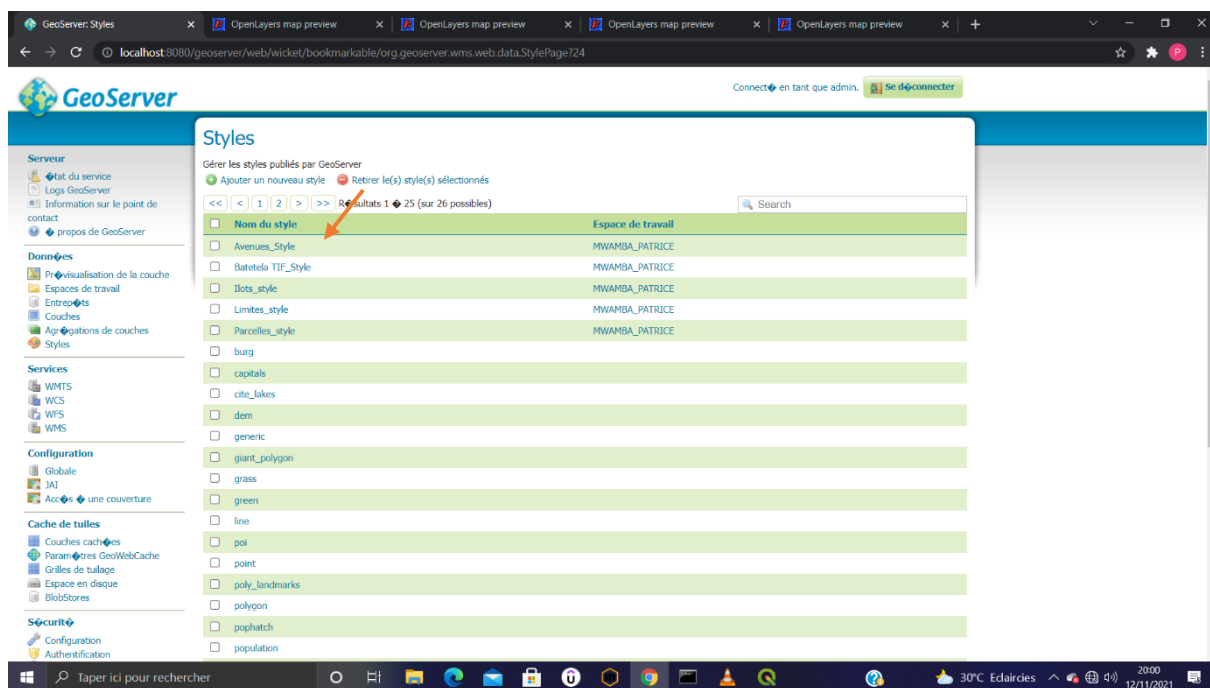 GeoServer: Styles
OpenLayers map preview
OpenLayers map preview
OpenLayers map preview
OpenLayers map preview
localhost:8080/geoserver/web/wicket/bookmarkable/org.geoserver.wms.web.data.StylePage?24
P
GeoServer
Connect� en tant que admin.
Se d�connecter
Serveur
�tat du service
Logs GeoServer
Information sur le point de
contact
� propos de GeoServer
Donn�es
Pr�visualisation de la couche
Espaces de travail
Entrep�ts
Couches
Agr�gations de couches
Styles
Services
WMTS
WCS
WFS
WMS
Configuration
Globale
JAI
Acc�s � une couverture
Cache de tuiles
Couches cach�es
Param�tres GeoWebCache
Grilles de tuilage
Espace en disque
BlobStores
S�curit�
Configuration
Authentification
Styles
Gérer les styles publiés par GeoServer
Ajouter un nouveau style
Retirer le(s) style(s) sélectionnés
<< < 1 2 > >> R�sultats 1 � 25 (sur 26 possibles)
Search
Nom du style Espace de travail
Avenues_Style MWAMBA_PATRICE
Batetela TIF_Style MWAMBA_PATRICE
Ilots_style MWAMBA_PATRICE
Limites_style MWAMBA_PATRICE
Parcelles_style MWAMBA_PATRICE
burg
capitals
cite_lakes
dem
generic
giant_polygon
grass
green
line
poi
point
poly_landmarks
polygon
pophatch
population
Taper ici pour rechercher
30°C Eclaircies
20:00
12/11/2021